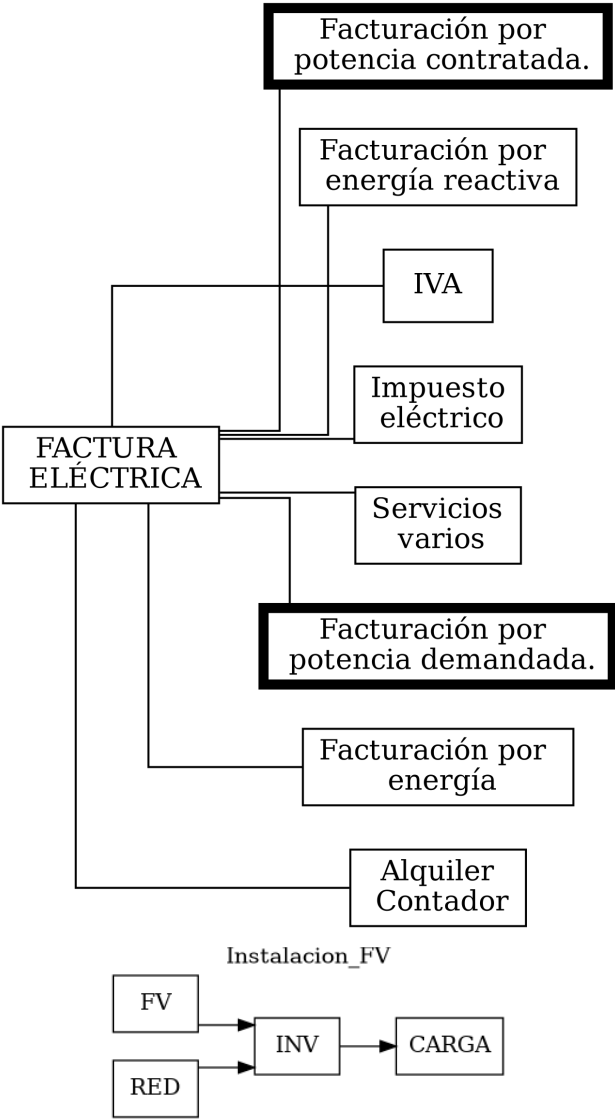 Facturación por
potencia contratada.
Facturación por
energía reactiva
IVA
Impuesto
eléctrico
FACTURA
ELÉCTRICA
Servicios
varios
Facturación por
potencia demandada.
Facturación por
energía
Alquiler
Contador
Instalacion_FV
FV
INV
CARGA
RED